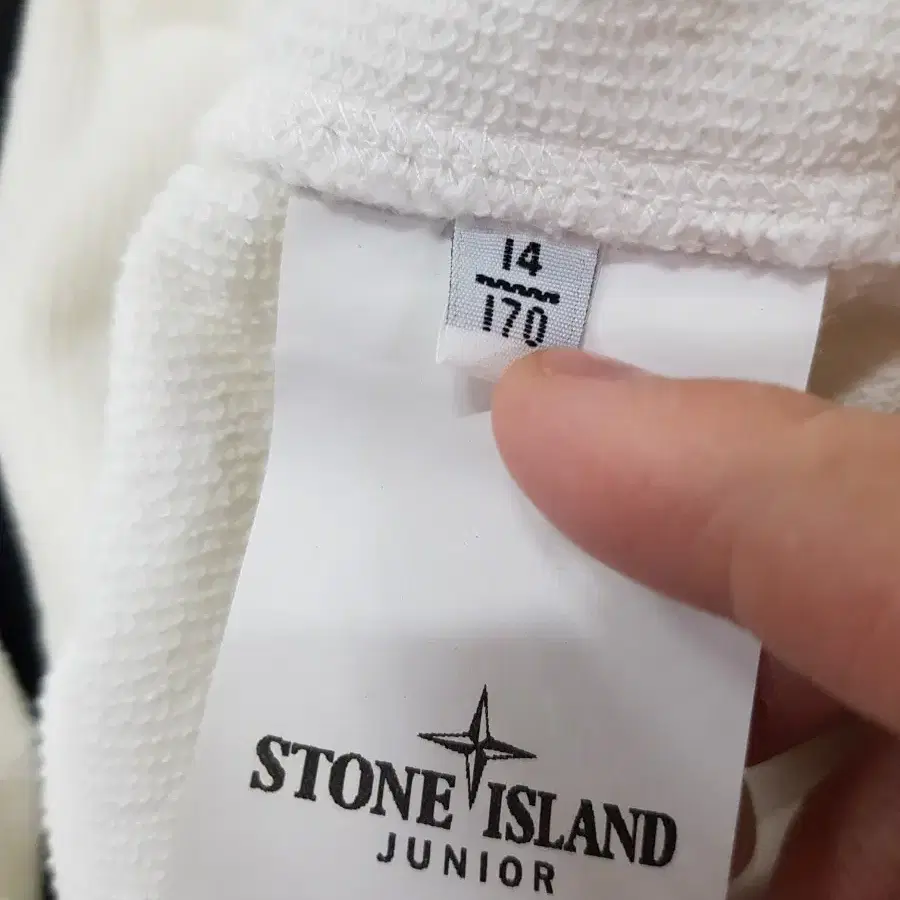 14
170
STONE ISLAND
JUNIOR